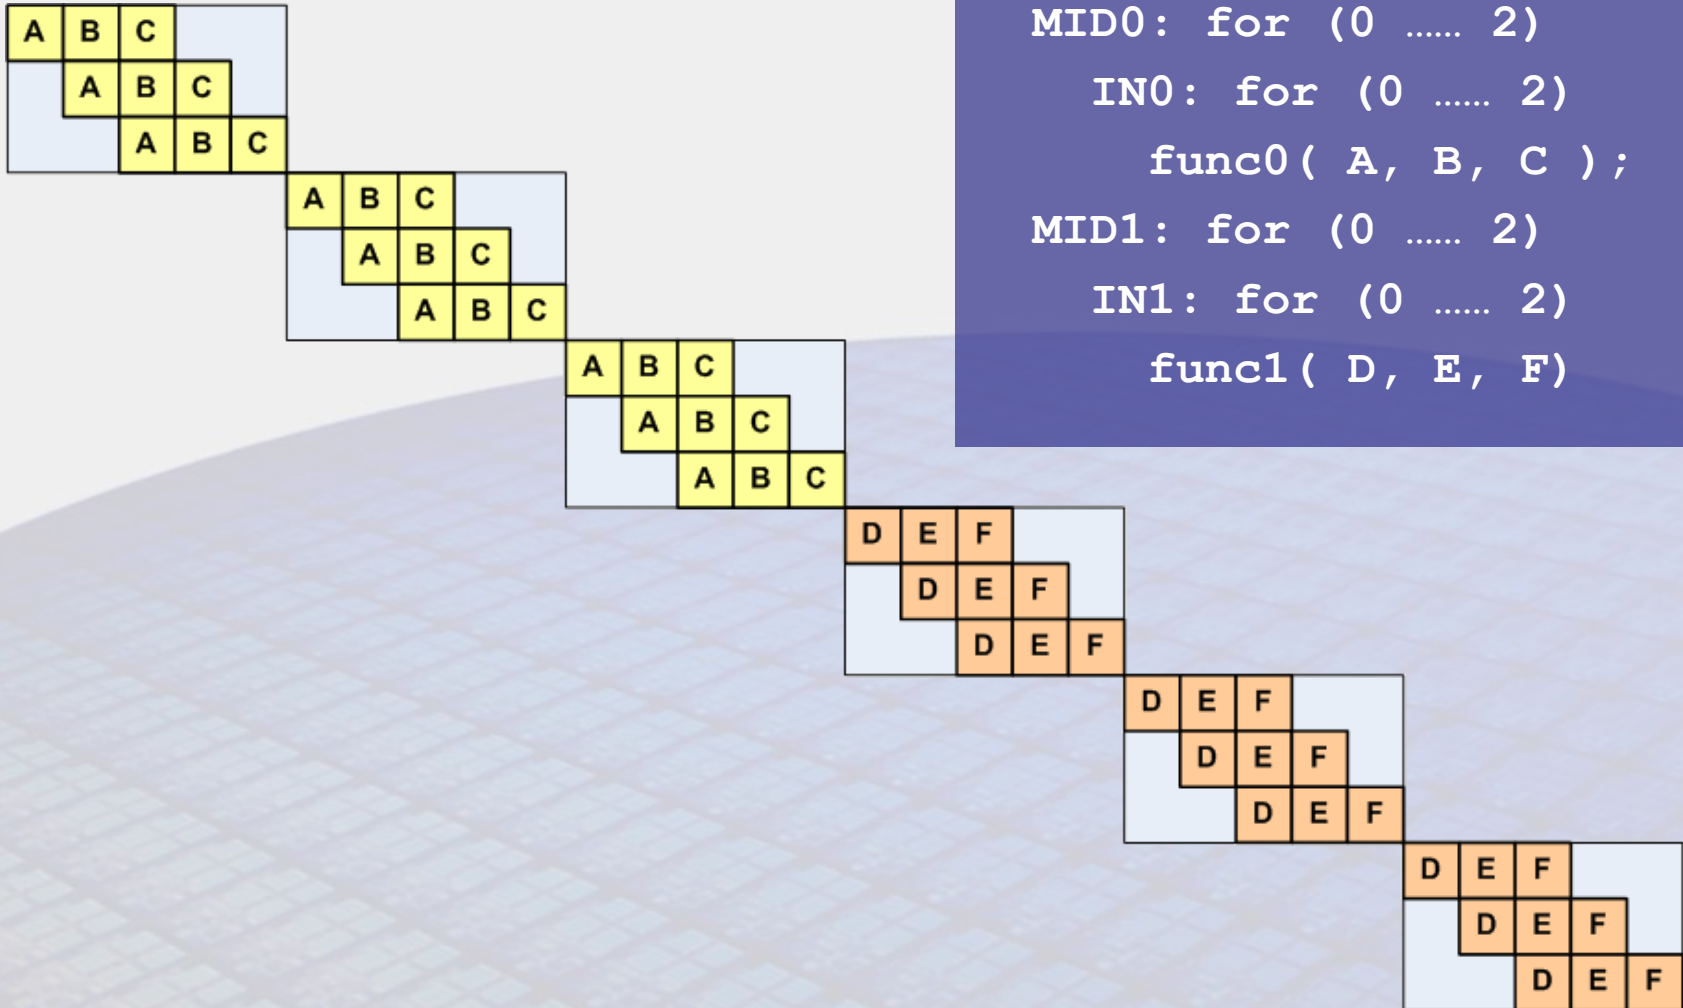 A B C
A B C
A B C
A B C
A B C
A B C
A B C
A B C
A B C
D E F
D E F
D E F
D E F
D E F
D E F
D E F
D E F
D E F
MID0: for (0 …… 2)
IN0: for (0 …… 2)
func0( A, B, C );
MID1: for (0 …… 2)
IN1: for (0 …… 2)
func1( D, E, F)